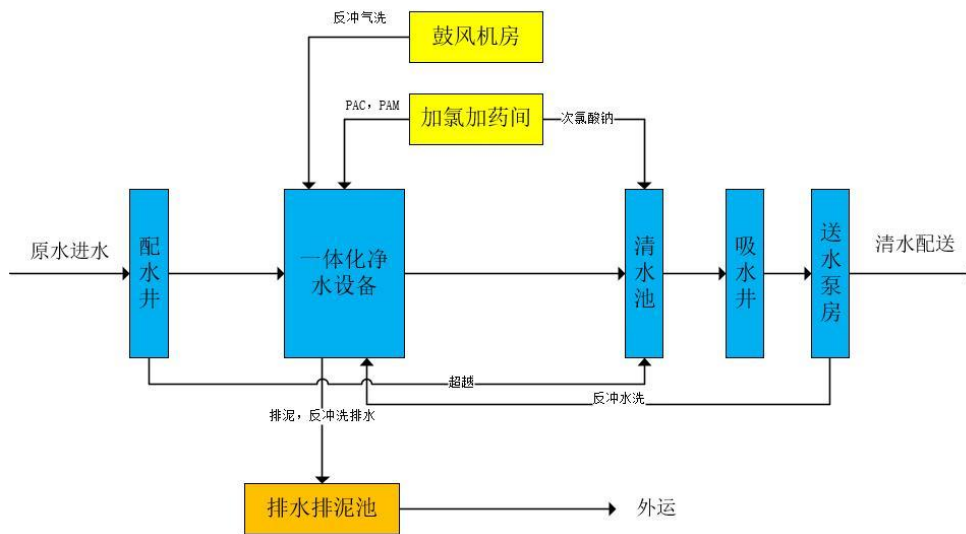 反冲气洗
鼓风机房
PAC，PAM
加氯加药间
次氯酸钠
原水进水
配水井
一体化净
水设备
清水池
吸水井
送水泵房
清水配送
超越
反冲水洗
排泥，反冲洗排水
排水排泥池
外运